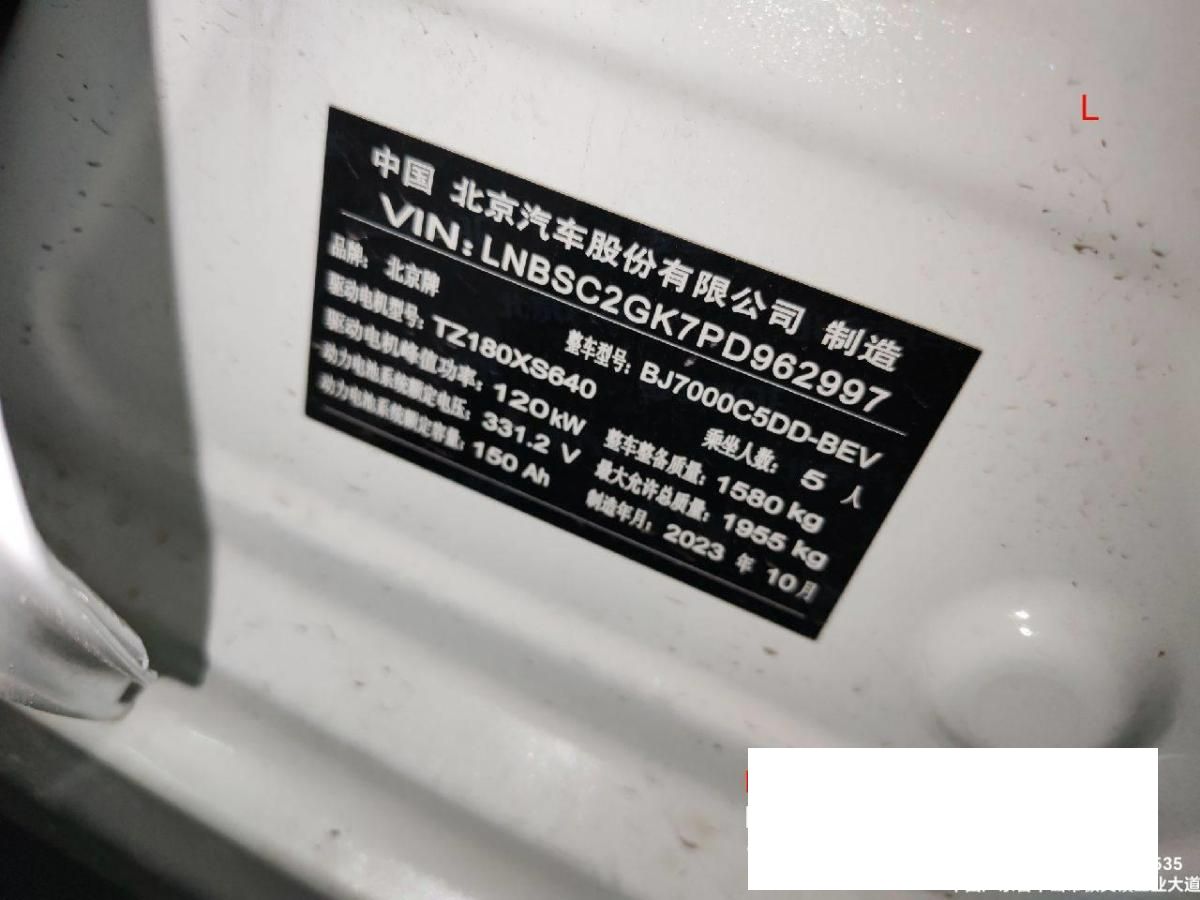 L
中国 北京汽车股份有限公司 制造
VIN: LNBSC2GK7PD962997
品牌: 北京牌 整车型号: BJ7000C5DD-BEV
驱动电机型号: TZ180XS640 乘坐人数: 5 人
驱动电机峰值功率: 120kW 整车整备质量: 1580 kg
动力电池系统额定电压: 331.2 V 最大允许总质量: 1955 kg
动力电池系统额定容量: 150 Ah 制造年月: 2023 年 10月
535
业大道